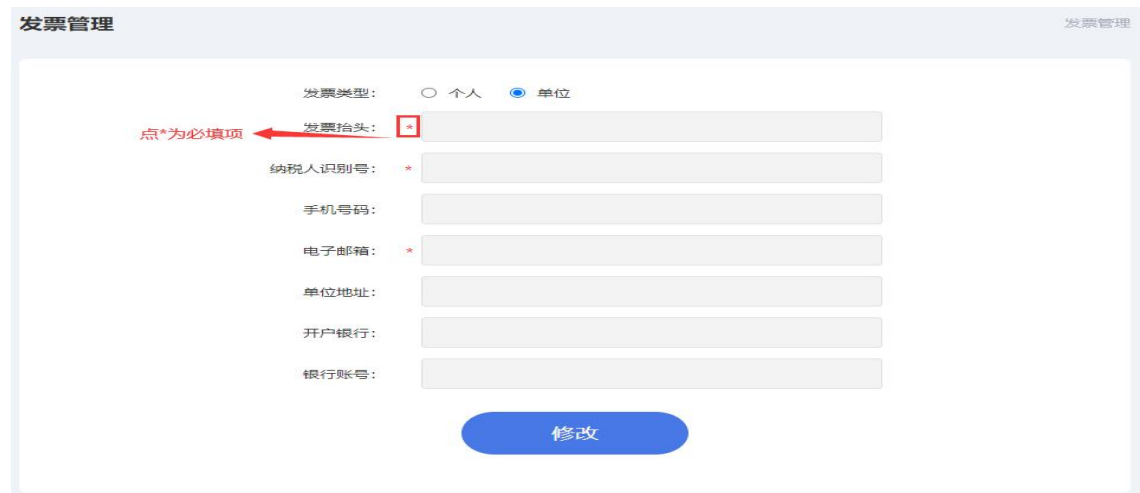 发票管理
发票管理
发票类型: 个人 单位
点*为必填项
发票抬头: *
纳税人识别号: *
手机号码:
电子邮箱: *
单位地址:
开户银行:
银行账号:
修改